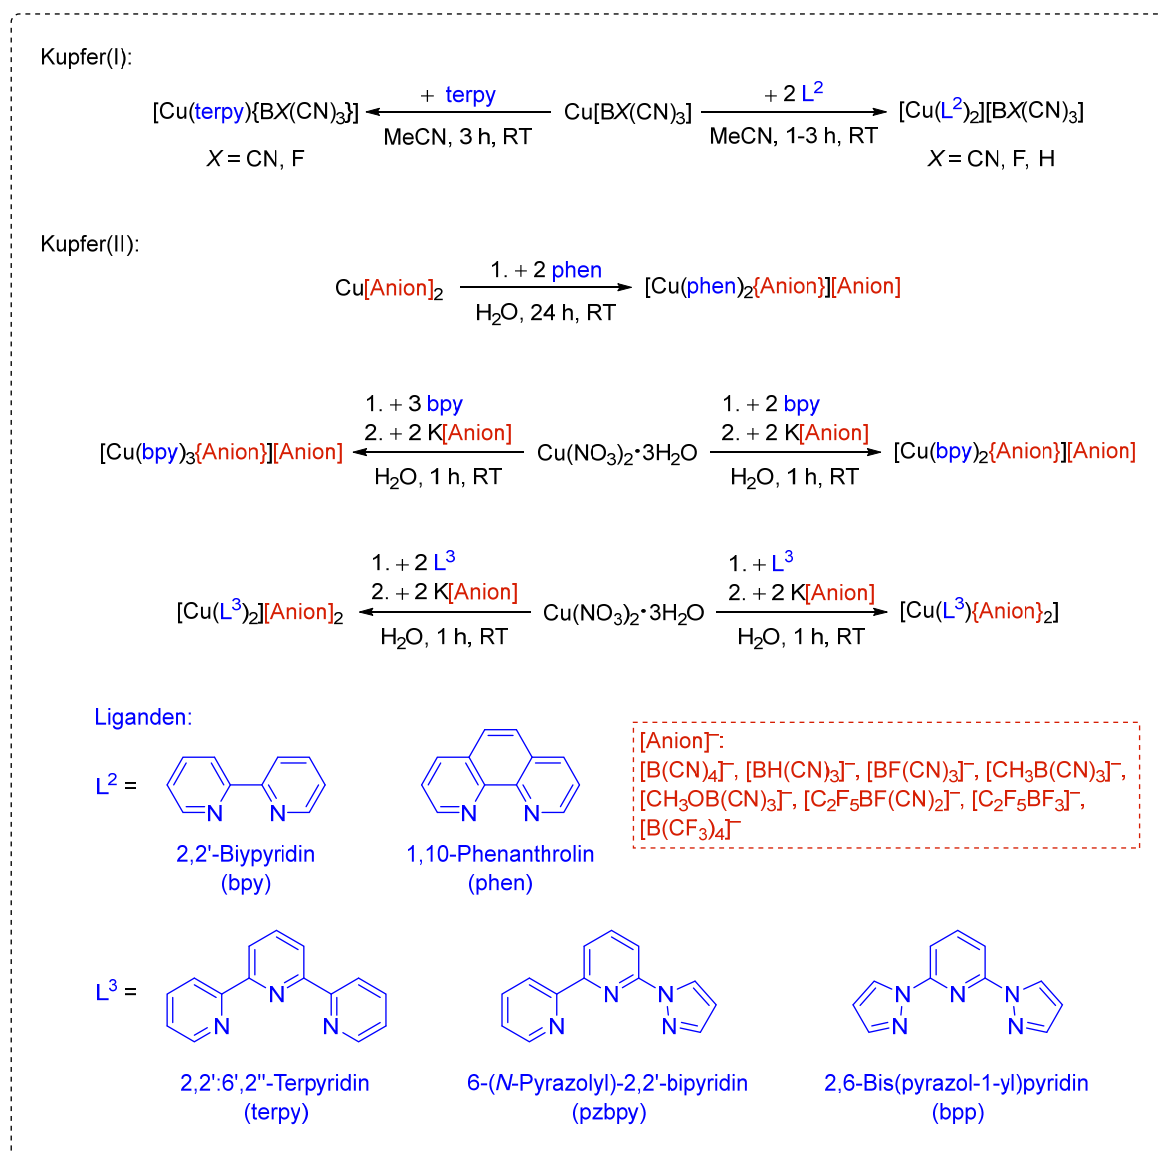 Kupfer(I):
[Cu(terpy){BX(CN)₃}] + terpy Cu[BX(CN)₃] + 2 L² [Cu(L²)₂][BX(CN)₃]
MeCN, 3 h, RT MeCN, 1-3 h, RT
X = CN, F X = CN, F, H
Kupfer(II):
1. + 2 phen
Cu[Anion]₂ [Cu(phen)₂{Anion}][Anion]
H₂O, 24 h, RT
1. + 3 bpy 1. + 2 bpy
2. + 2 K[Anion] 2. + 2 K[Anion]
[Cu(bpy)₃{Anion}][Anion] Cu(NO₃)₂·3H₂O [Cu(bpy)₂{Anion}][Anion]
H₂O, 1 h, RT H₂O, 1 h, RT
1. + 2 L³ 1. + L³
2. + 2 K[Anion] 2. + 2 K[Anion]
[Cu(L³)₂][Anion]₂ Cu(NO₃)₂·3H₂O [Cu(L³){Anion}₂]
H₂O, 1 h, RT H₂O, 1 h, RT
Liganden:
L² =
N N N N
2,2'-Biypyridin 1,10-Phenanthrolin
(bpy) (phen)
[Anion]⁻:
[B(CN)₄]⁻, [BH(CN)₃]⁻, [BF(CN)₃]⁻, [CH₃B(CN)₃]⁻,
[CH₃OB(CN)₃]⁻, [C₂F₅BF(CN)₂]⁻, [C₂F₅BF₃]⁻,
[B(CF₃)₄]⁻
L³ =
N N N N N N N N N N N N
2,2':6',2''-Terpyridin 6-(N-Pyrazolyl)-2,2'-bipyridin 2,6-Bis(pyrazol-1-yl)pyridin
(terpy) (pzbpy) (bpp)